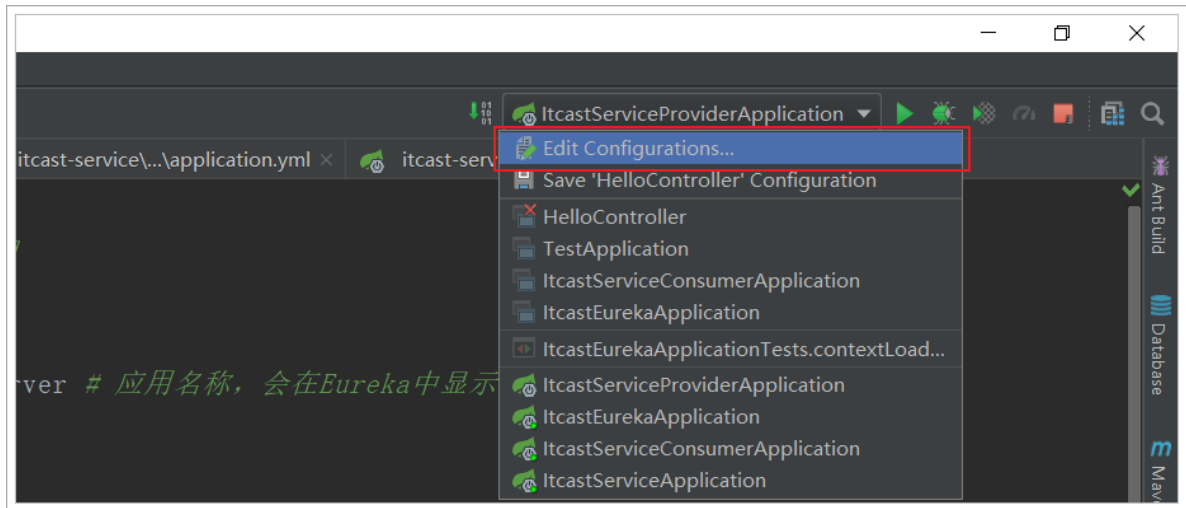 ItcastServiceProviderApplication
itcast-service\...\application.yml
itcast-serv
Edit Configurations...
Save 'HelloController' Configuration
HelloController
TestApplication
ItcastServiceConsumerApplication
ItcastEurekaApplication
ItcastEurekaApplicationTests.contextLoad...
ItcastServiceProviderApplication
ItcastEurekaApplication
ItcastServiceConsumerApplication
ItcastServiceApplication
ver # 应用名称，会在Eureka中显示
Ant Build
Database
m Mav